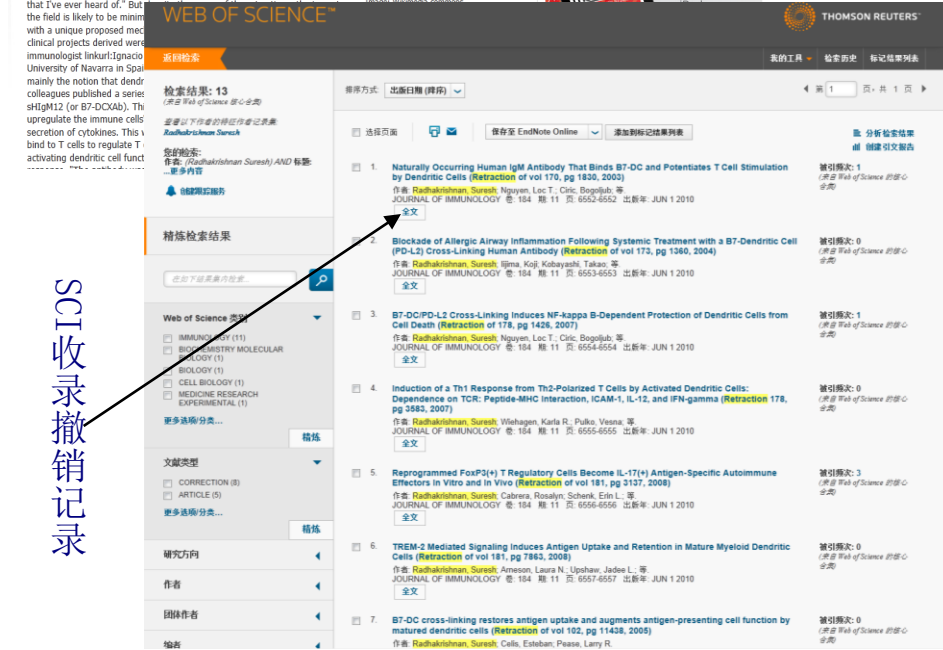 that I've ever heard of." But
the field is likely to be minim
with a unique proposed mec
clinical projects derived were
immunologist linkurl:Ignacio
University of Navarra in Spai
mainly the notion that dendr
colleagues published a series
sHIgM12 (or B7-DCXAb). Thi
upregulate the immune cells
secretion of cytokines. This
bind to T cells to regulate T
activating dendritic cell funct
WEB OF SCIENCE™
THOMSON REUTERS™
返回检索
我的工具
检索历史
标记结果列表
检索结果: 13
(来自 Web of Science 核心合集)
查看以下作者的特征作者记录集:
Radhakrishnan Suresh
您的检索:
作者: (Radhakrishnan Suresh) AND 标题:
...更多内容
创建跟踪服务
精炼检索结果
在如下结果集内检索...
Web of Science 类别
IMMUNOLOGY (11)
BIOCHEMISTRY MOLECULAR
BIOLOGY (1)
BIOLOGY (1)
CELL BIOLOGY (1)
MEDICINE RESEARCH
EXPERIMENTAL (1)
更多选项/分类...
精炼
文献类型
CORRECTION (8)
ARTICLE (5)
更多选项/分类...
精炼
研究方向
作者
团体作者
编者
SCI收录撤销记录
排序方式: 出版日期 (降序)
第 1 页, 共 1 页
选择页面
保存至 EndNote Online
添加到标记结果列表
分析检索结果
创建引文报告
1. Naturally Occurring Human IgM Antibody That Binds B7-DC and Potentiates T Cell Stimulation
by Dendritic Cells (Retraction of vol 170, pg 1830, 2003)
作者: Radhakrishnan, Suresh; Nguyen, Loc T.; Ciric, Bogoljub; 等.
JOURNAL OF IMMUNOLOGY 卷: 184 期: 11 页: 6552-6552 出版年: JUN 1 2010
全文
被引频次: 1
(来自 Web of Science 的核心
合集)
2. Blockade of Allergic Airway Inflammation Following Systemic Treatment with a B7-Dendritic Cell
(PD-L2) Cross-Linking Human Antibody (Retraction of vol 173, pg 1360, 2004)
作者: Radhakrishnan, Suresh; Iijima, Koji; Kobayashi, Takao; 等.
JOURNAL OF IMMUNOLOGY 卷: 184 期: 11 页: 6553-6553 出版年: JUN 1 2010
全文
被引频次: 0
(来自 Web of Science 的核心
合集)
3. B7-DC/PD-L2 Cross-Linking Induces NF-kappa B-Dependent Protection of Dendritic Cells from
Cell Death (Retraction of 178, pg 1426, 2007)
作者: Radhakrishnan, Suresh; Nguyen, Loc T.; Ciric, Bogoljub; 等.
JOURNAL OF IMMUNOLOGY 卷: 184 期: 11 页: 6554-6554 出版年: JUN 1 2010
全文
被引频次: 1
(来自 Web of Science 的核心
合集)
4. Induction of a Th1 Response from Th2-Polarized T Cells by Activated Dendritic Cells:
Dependence on TCR: Peptide-MHC Interaction, ICAM-1, IL-12, and IFN-gamma (Retraction 178,
pg 3583, 2007)
作者: Radhakrishnan, Suresh; Wiehagen, Karla R.; Pulko, Vesna; 等.
JOURNAL OF IMMUNOLOGY 卷: 184 期: 11 页: 6555-6555 出版年: JUN 1 2010
全文
被引频次: 0
(来自 Web of Science 的核心
合集)
5. Reprogrammed FoxP3(+) T Regulatory Cells Become IL-17(+) Antigen-Specific Autoimmune
Effectors In Vitro and In Vivo (Retraction of vol 181, pg 3137, 2008)
作者: Radhakrishnan, Suresh; Cabrera, Rosalyn; Schenk, Erin L.; 等.
JOURNAL OF IMMUNOLOGY 卷: 184 期: 11 页: 6556-6556 出版年: JUN 1 2010
全文
被引频次: 3
(来自 Web of Science 的核心
合集)
6. TREM-2 Mediated Signaling Induces Antigen Uptake and Retention in Mature Myeloid Dendritic
Cells (Retraction of vol 181, pg 7863, 2008)
作者: Radhakrishnan, Suresh; Arneson, Laura N.; Upshaw, Jadee L.; 等.
JOURNAL OF IMMUNOLOGY 卷: 184 期: 11 页: 6557-6557 出版年: JUN 1 2010
全文
被引频次: 0
(来自 Web of Science 的核心
合集)
7. B7-DC cross-linking restores antigen uptake and augments antigen-presenting cell function by
matured dendritic cells (Retraction of vol 102, pg 11438, 2005)
作者: Radhakrishnan, Suresh; Celis, Esteban; Pease, Larry R.
被引频次: 0
(来自 Web of Science 的核心
合集)